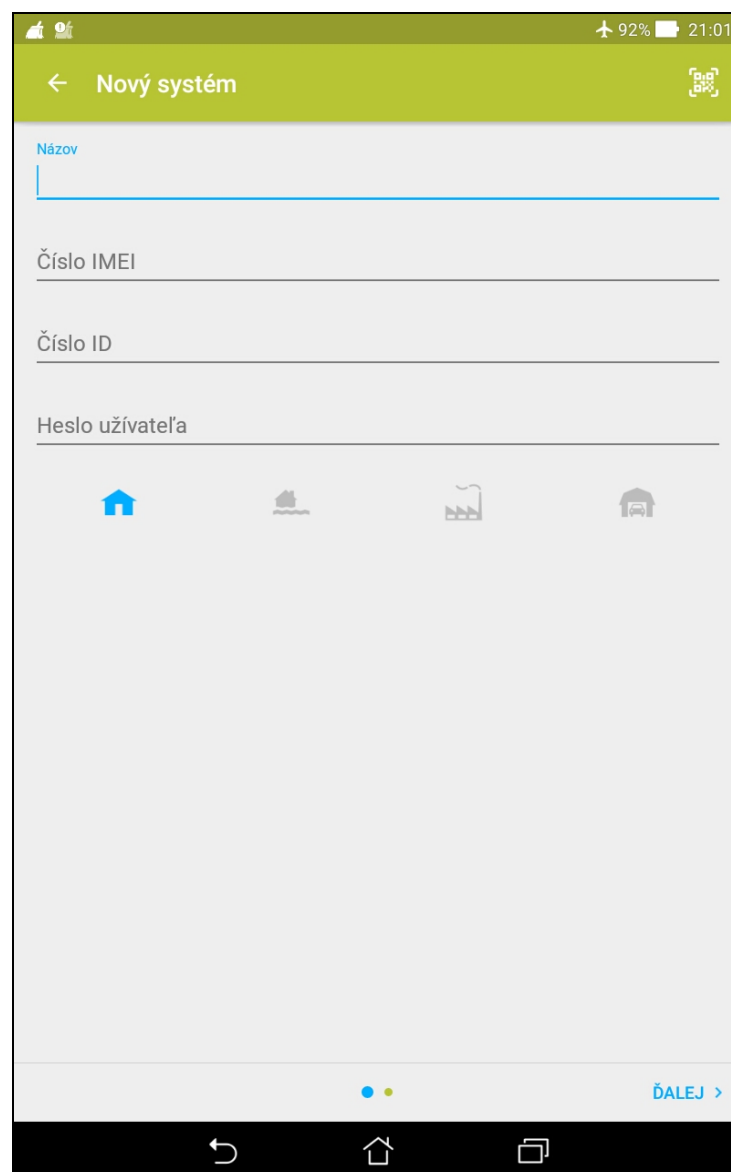 92% 21:01
Nový systém
Názov
Číslo IMEI
Číslo ID
Heslo užívateľa
ĎALEJ